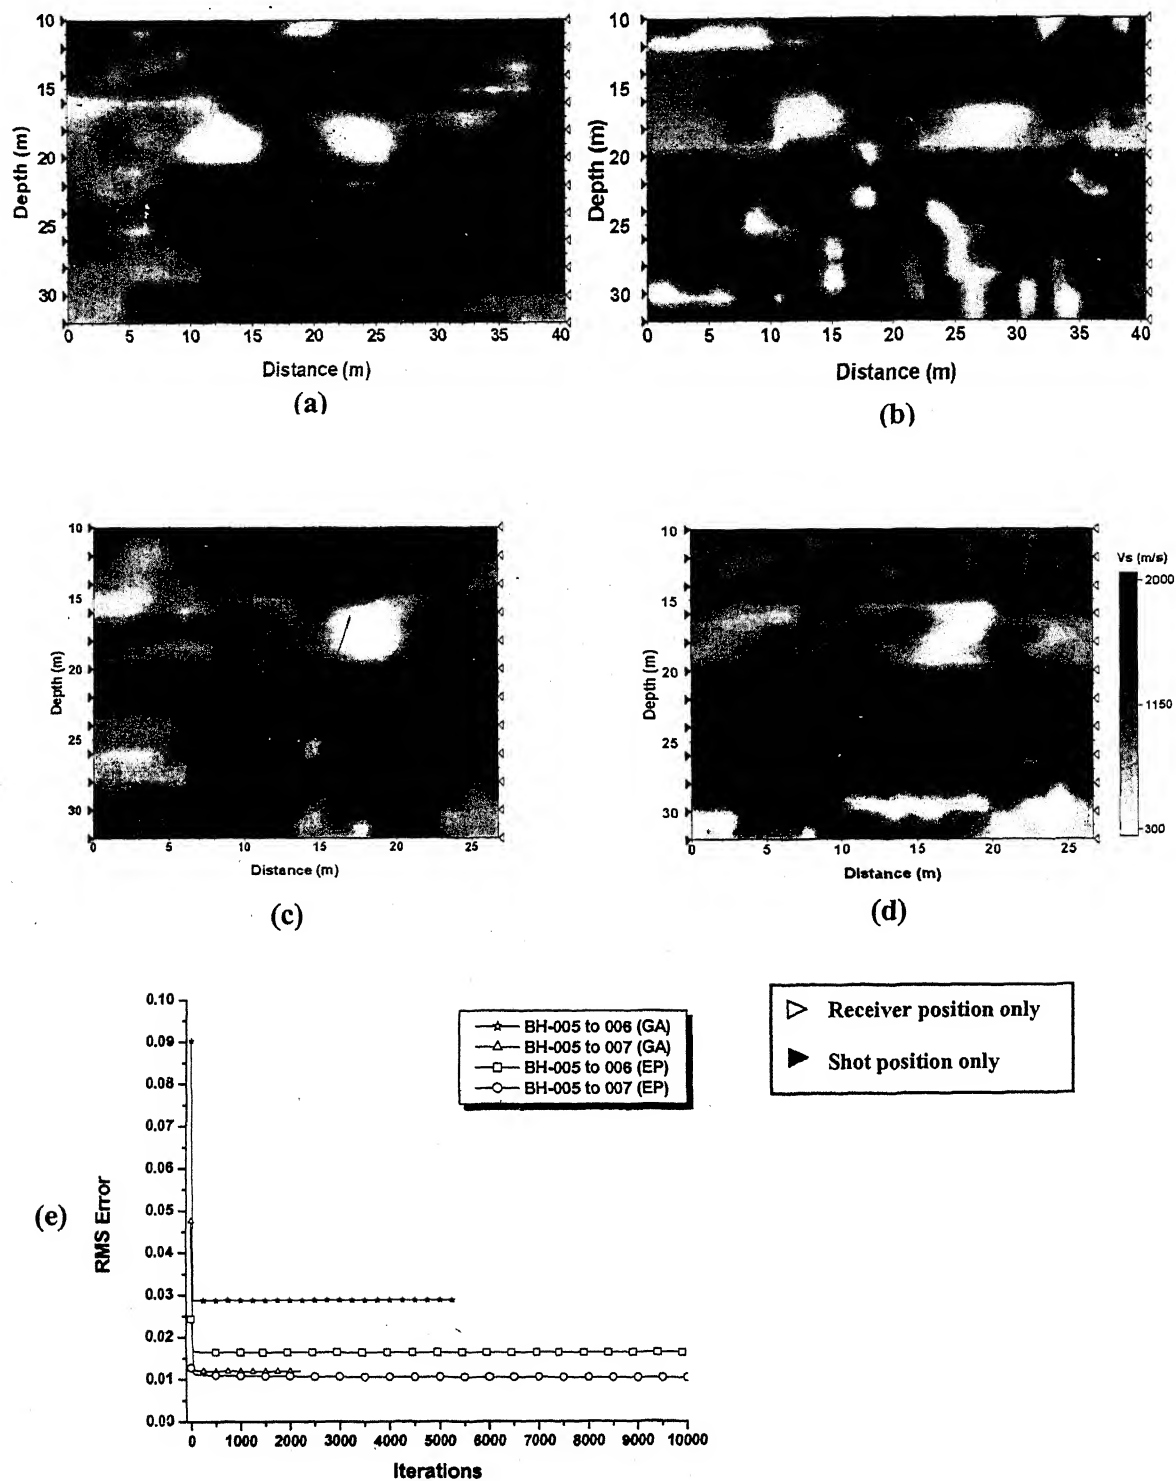 10
15
20
25
30
Depth (m)
0 5 10 15 20 25 30 35 40
Distance (m)
(a)
10
15
20
25
30
Depth (m)
0 5 10 15 20 25 30 35 40
Distance (m)
(b)
10
15
20
25
30
Depth (m)
0 5 10 15 20 25
Distance (m)
(c)
10
15
20
25
30
Depth (m)
0 5 10 15 20 25
Distance (m)
(d)
Vs (m/s)
2000
1150
300
(e)
RMS Error
0.10
0.09
0.08
0.07
0.06
0.05
0.04
0.03
0.02
0.01
0.00
0 1000 2000 3000 4000 5000 6000 7000 8000 9000 10000
Iterations
BH-005 to 006 (GA)
BH-005 to 007 (GA)
BH-005 to 006 (EP)
BH-005 to 007 (EP)
Receiver position only
Shot position only